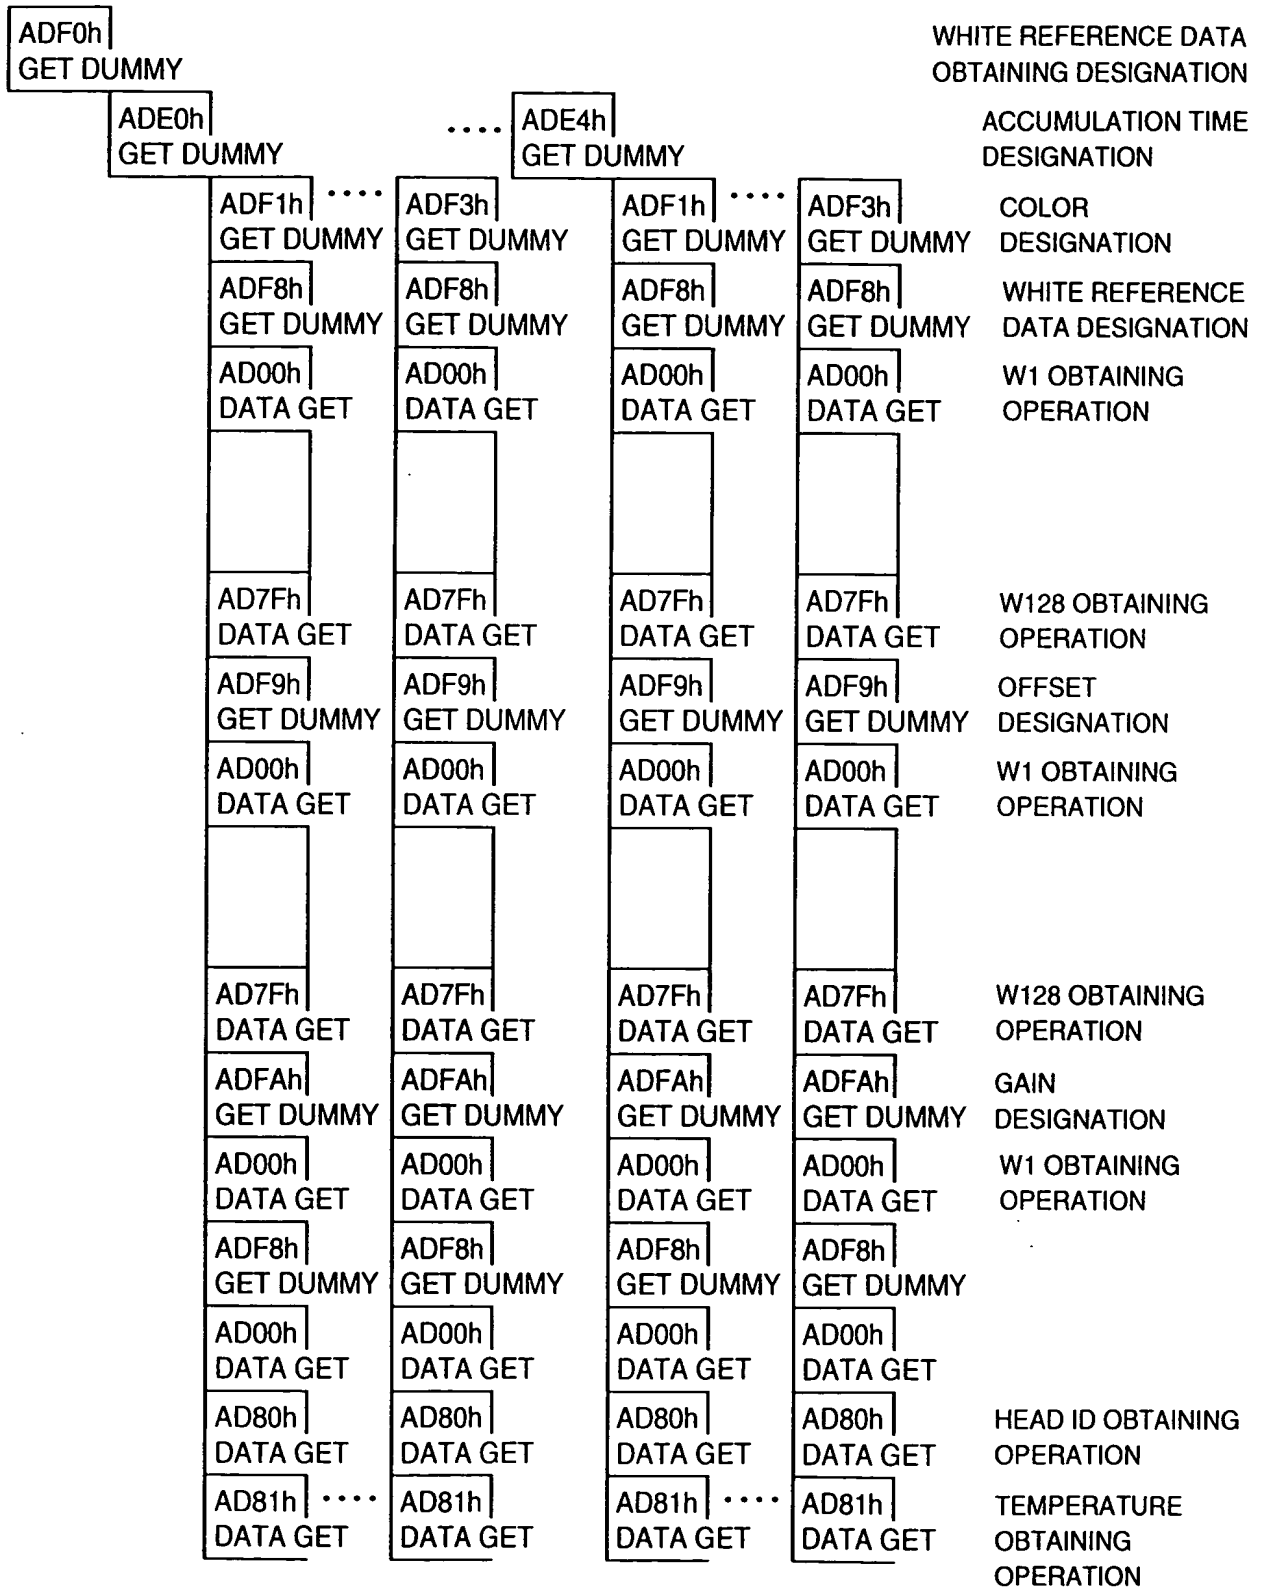 ADF0h WHITE REFERENCE DATA
GET DUMMY OBTAINING DESIGNATION
ADE0h .... ADE4h ACCUMULATION TIME
GET DUMMY GET DUMMY DESIGNATION
ADF1h .... ADF3h ADF1h .... ADF3h COLOR
GET DUMMY GET DUMMY GET DUMMY GET DUMMY DESIGNATION
ADF8h ADF8h ADF8h ADF8h WHITE REFERENCE
GET DUMMY GET DUMMY GET DUMMY GET DUMMY DATA DESIGNATION
AD00h AD00h AD00h AD00h W1 OBTAINING
DATA GET DATA GET DATA GET DATA GET OPERATION
AD7Fh AD7Fh AD7Fh AD7Fh W128 OBTAINING
DATA GET DATA GET DATA GET DATA GET OPERATION
ADF9h ADF9h ADF9h ADF9h OFFSET
GET DUMMY GET DUMMY GET DUMMY GET DUMMY DESIGNATION
AD00h AD00h AD00h AD00h W1 OBTAINING
DATA GET DATA GET DATA GET DATA GET OPERATION
AD7Fh AD7Fh AD7Fh AD7Fh W128 OBTAINING
DATA GET DATA GET DATA GET DATA GET OPERATION
ADFAh ADFAh ADFAh ADFAh GAIN
GET DUMMY GET DUMMY GET DUMMY GET DUMMY DESIGNATION
AD00h AD00h AD00h AD00h W1 OBTAINING
DATA GET DATA GET DATA GET DATA GET OPERATION
ADF8h ADF8h ADF8h ADF8h
GET DUMMY GET DUMMY GET DUMMY GET DUMMY
AD00h AD00h AD00h AD00h
DATA GET DATA GET DATA GET DATA GET
AD80h AD80h AD80h AD80h HEAD ID OBTAINING
DATA GET DATA GET DATA GET DATA GET OPERATION
AD81h .... AD81h AD81h .... AD81h TEMPERATURE
DATA GET DATA GET DATA GET DATA GET OBTAINING
OPERATION